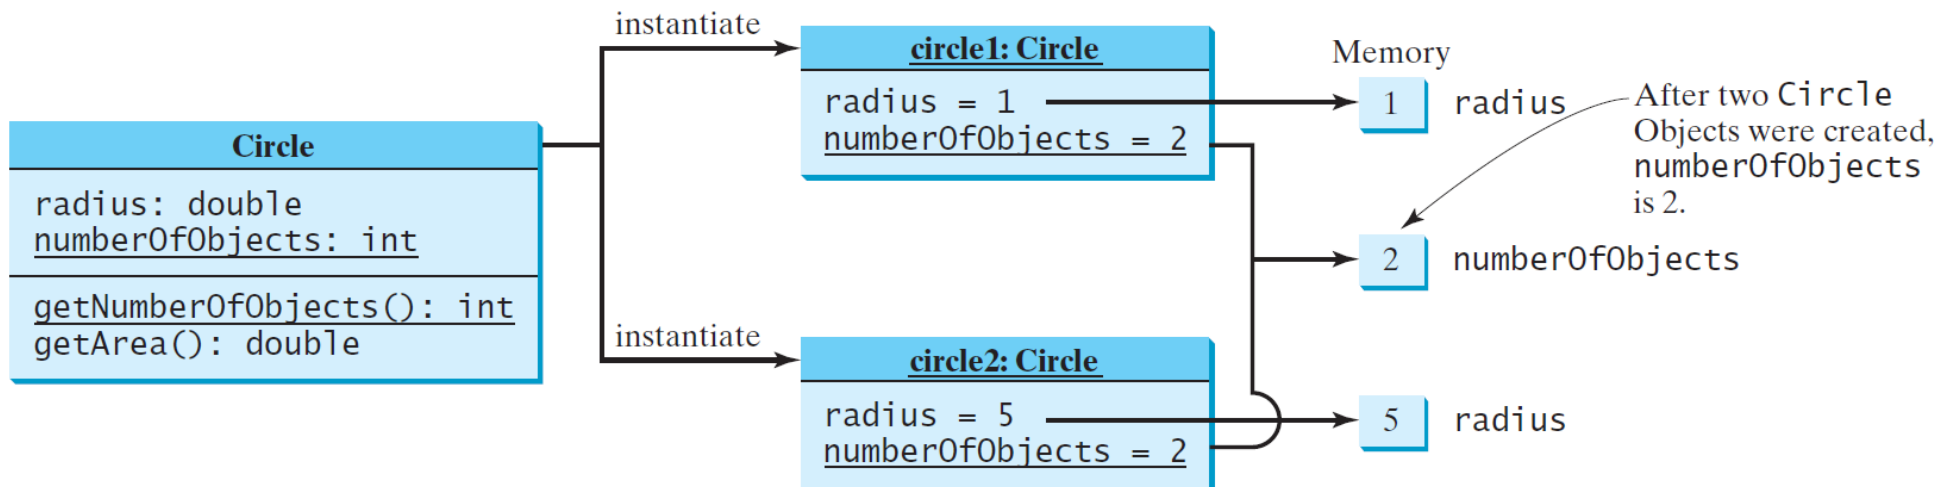 instantiate
circle1: Circle
Memory
radius = 1
1
radius
After two Circle
Objects were created,
numberOfObjects
is 2.
numberOfObjects = 2
Circle
radius: double
numberOfObjects: int
2
numberOfObjects
getNumberOfObjects(): int
getArea(): double
instantiate
circle2: Circle
radius = 5
5
radius
numberOfObjects = 2